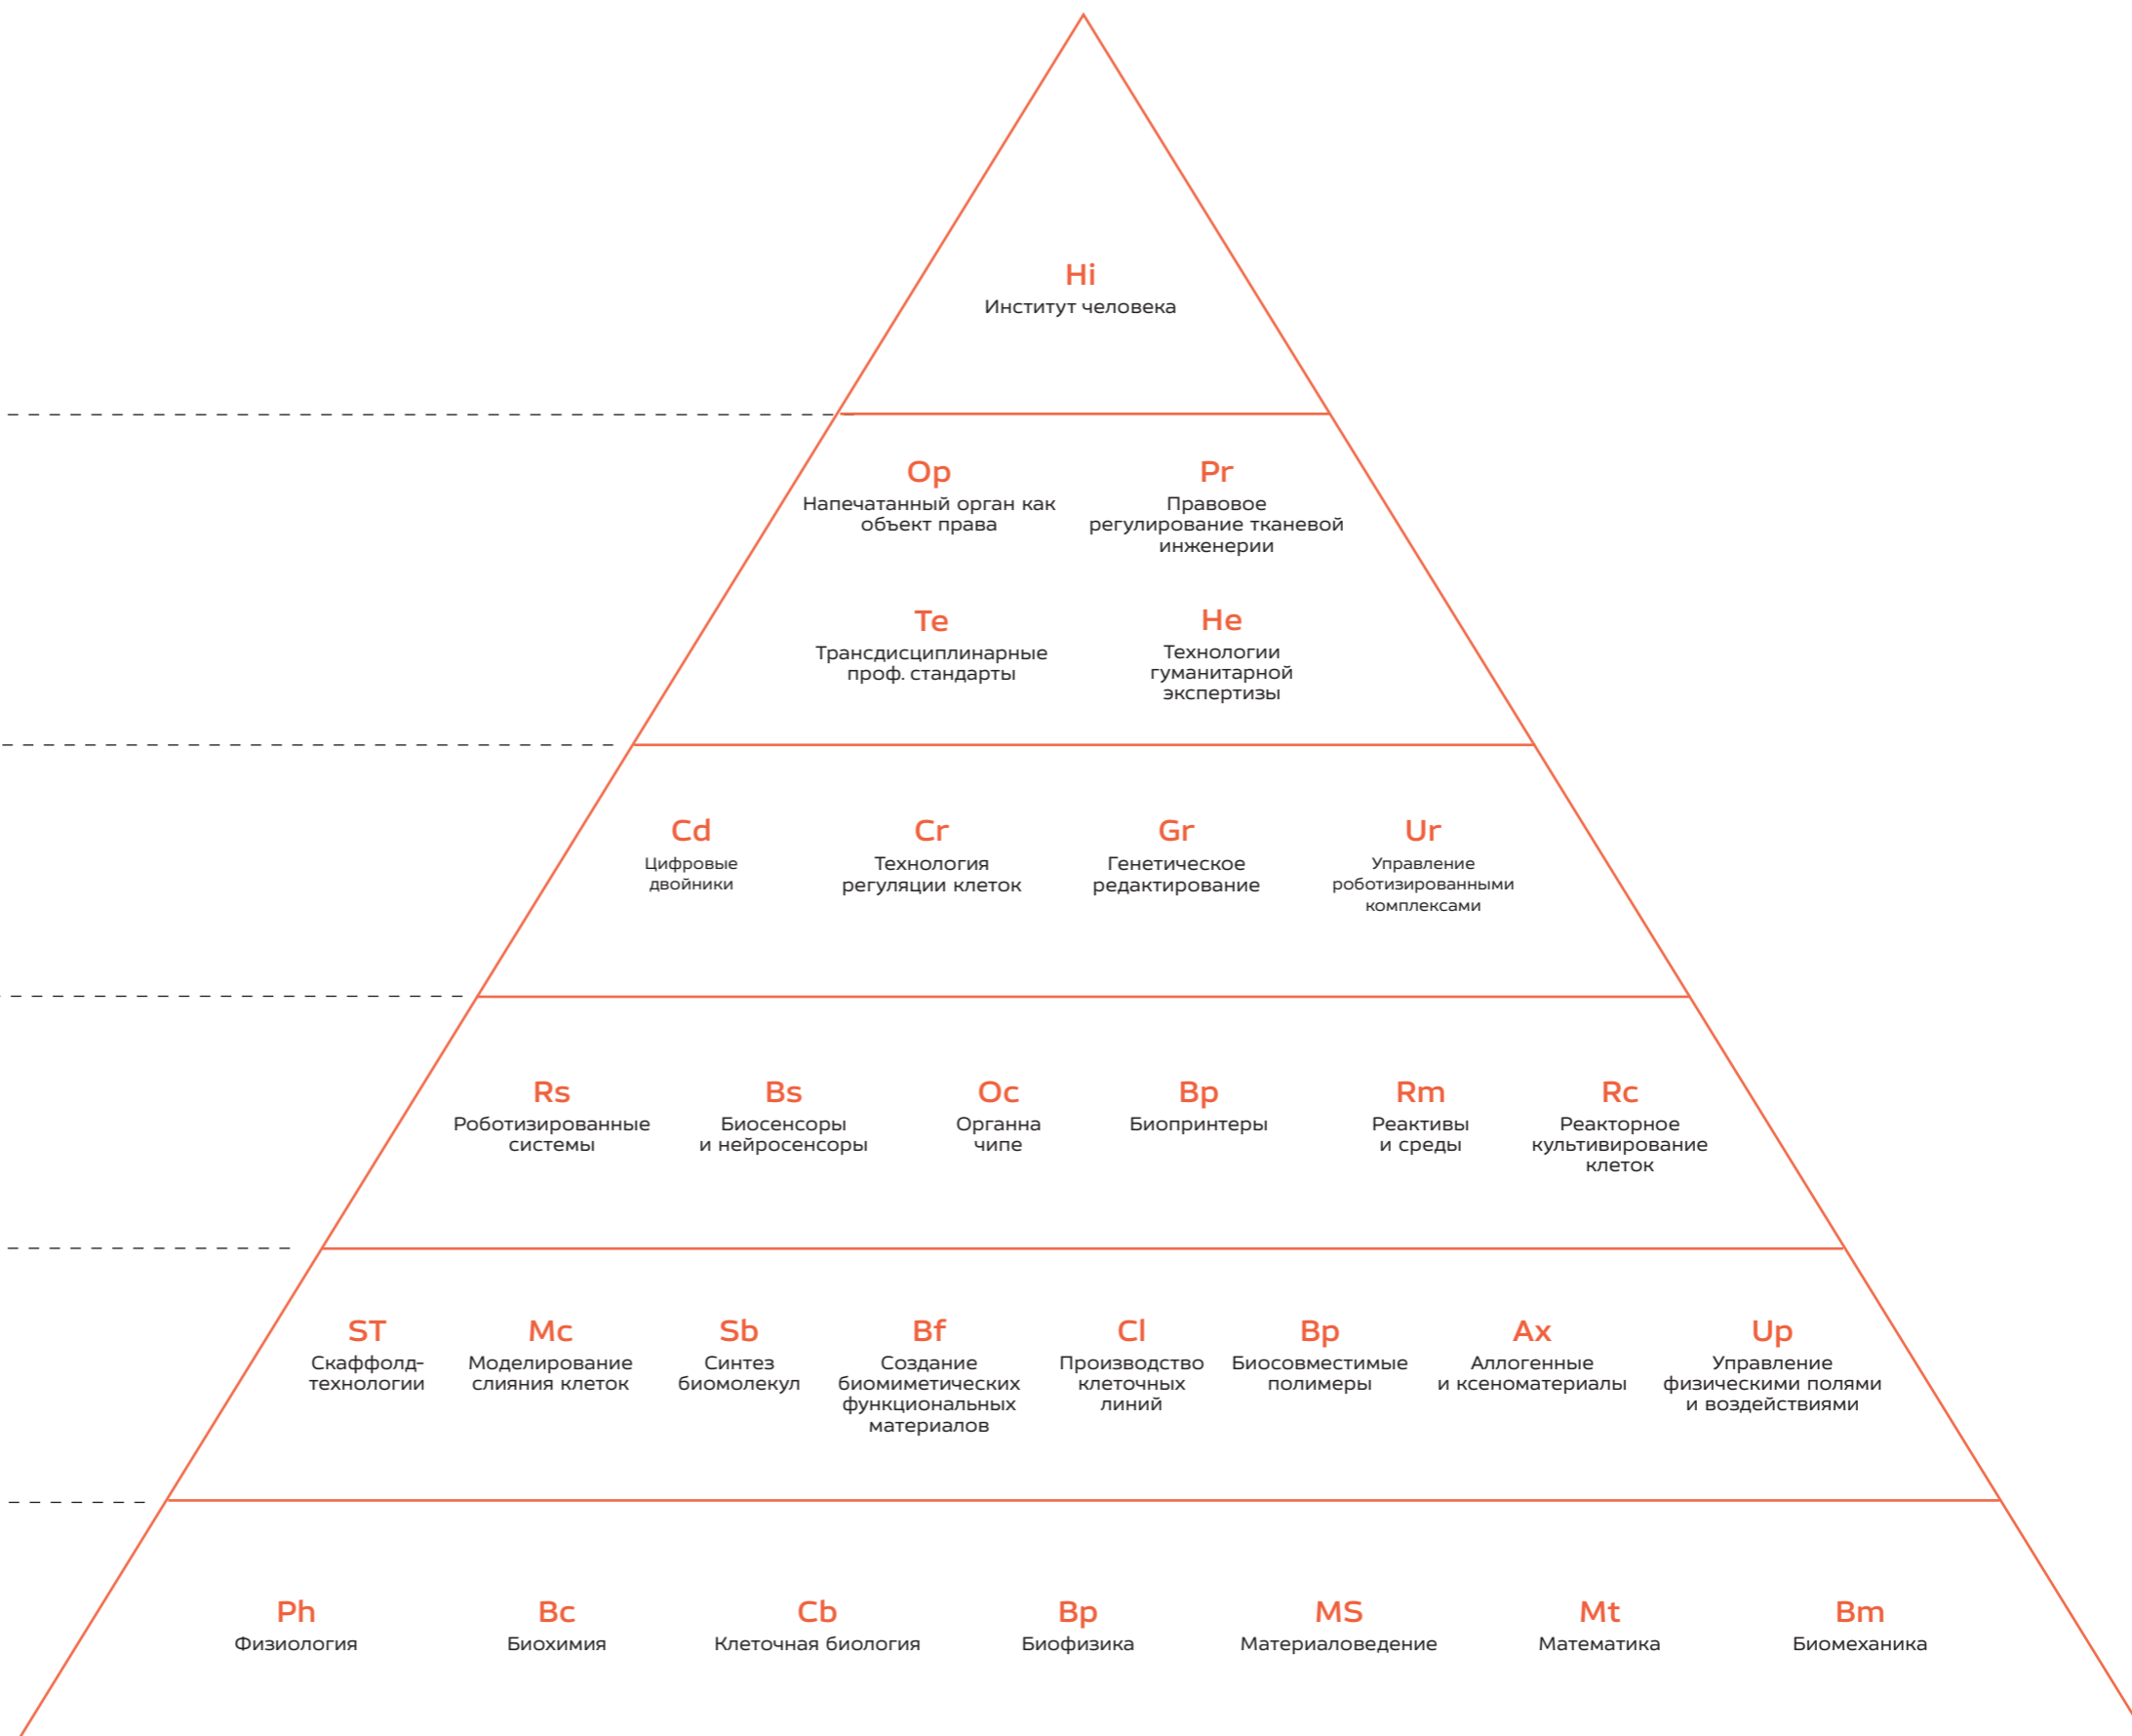 Hi
Институт человека
Op
Напечатанный орган как
объект права
Pr
Правовое
регулирование тканевой
инженерии
Te
Трансдисциплинарные
проф. стандарты
He
Технологии
гуманитарной
экспертизы
Cd
Цифровые
двойники
Cr
Технология
регуляции клеток
Gr
Генетическое
редактирование
Ur
Управление
роботизированными
комплексами
Rs
Роботизированные
системы
Bs
Биосенсоры
и нейросенсоры
Oc
Органна
чипе
Bp
Биопринтеры
Rm
Реактивы
и среды
Rc
Реакторное
культивирование
клеток
ST
Скаффолд-
технологии
Mc
Моделирование
слияния клеток
Sb
Синтез
биомолекул
Bf
Создание
биомиметических
функциональных
материалов
Cl
Производство
клеточных
линий
Bp
Биосовместимые
полимеры
Ax
Аллогенные
и ксеноматериалы
Up
Управление
физическими полями
и воздействиями
Ph
Физиология
Bc
Биохимия
Cb
Клеточная биология
Bp
Биофизика
MS
Материаловедение
Mt
Математика
Bm
Биомеханика